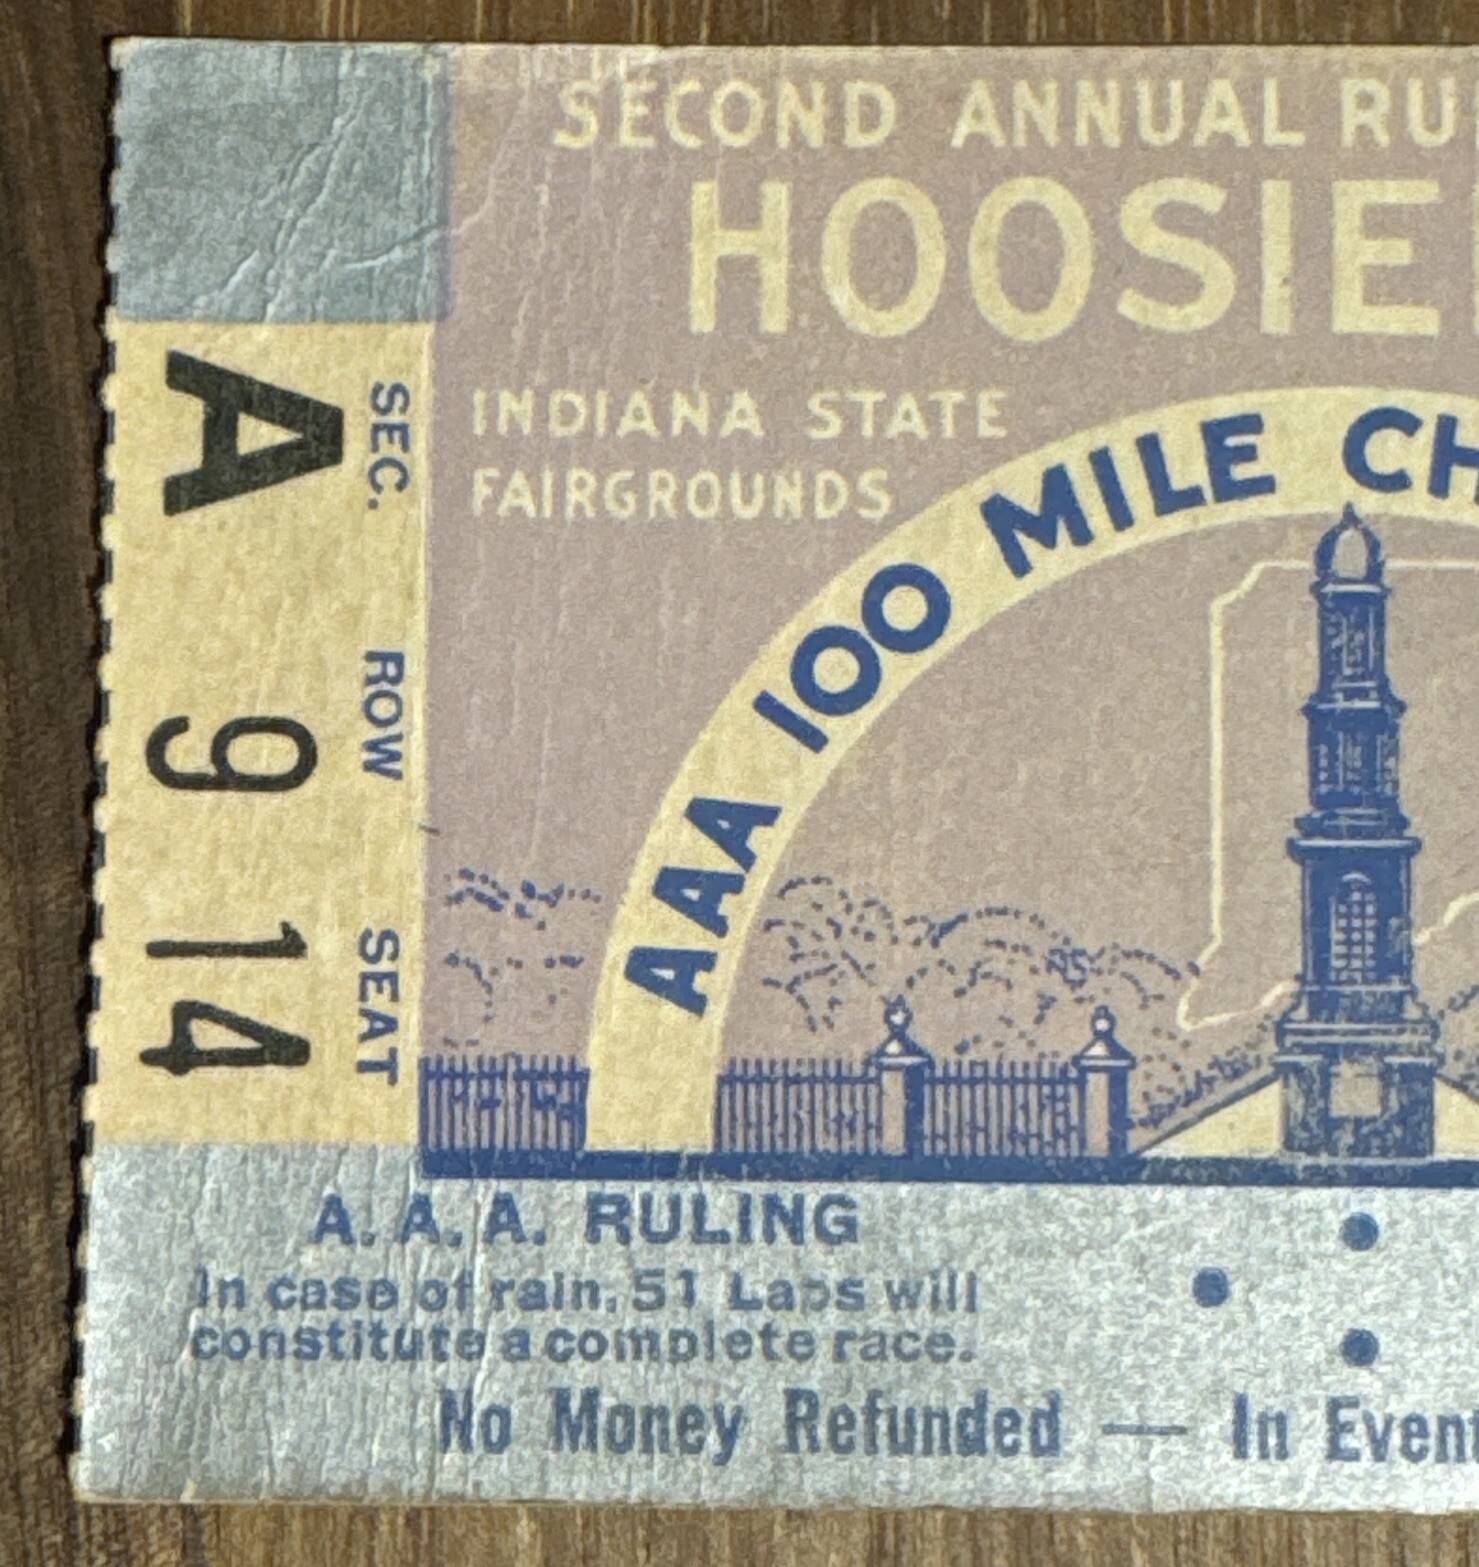 SECOND ANNUAL RU
HOOSIE
INDIANA STATE
FAIRGROUNDS
AAA 100 MILE CH
SEC.
A
ROW
9
SEAT
14
A. A. A. RULING
In case of rain, 51 Laps will
constitute a complete race.
No Money Refunded — In Even